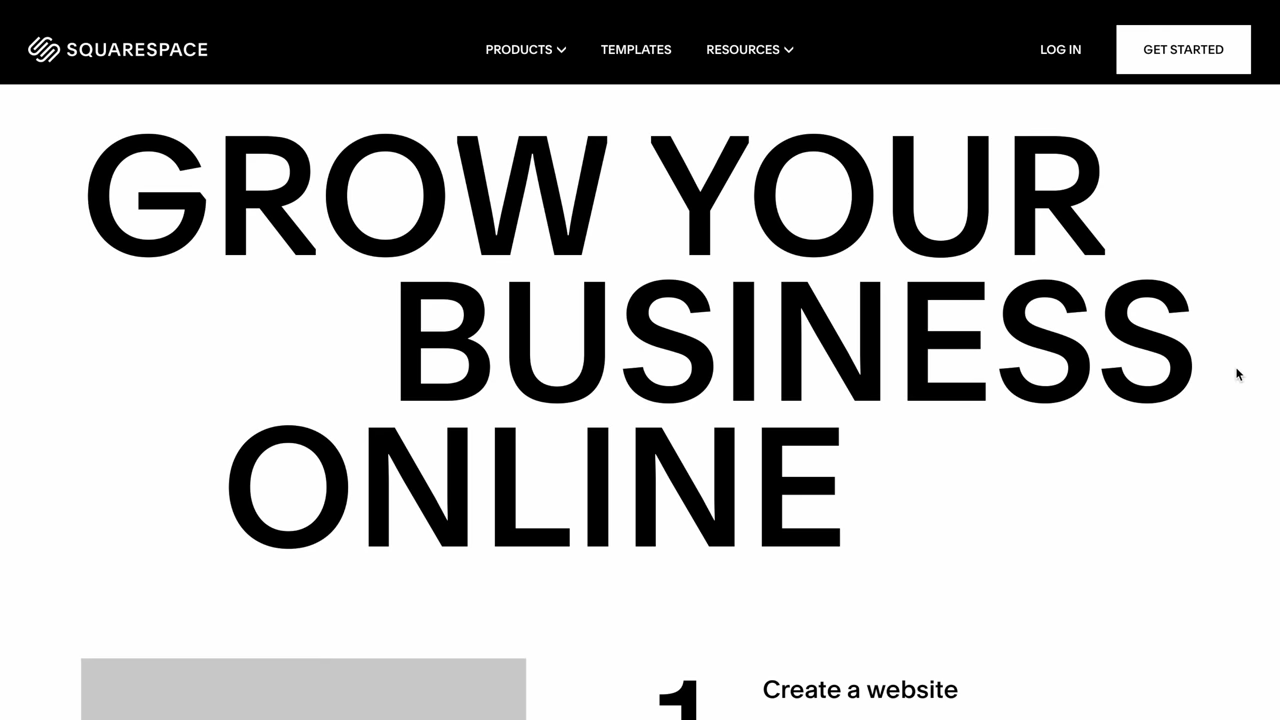 SQUARESPACE PRODUCTS TEMPLATES RESOURCES LOG IN GET STARTED
GROW YOUR
BUSINESS
ONLINE
1 Create a website